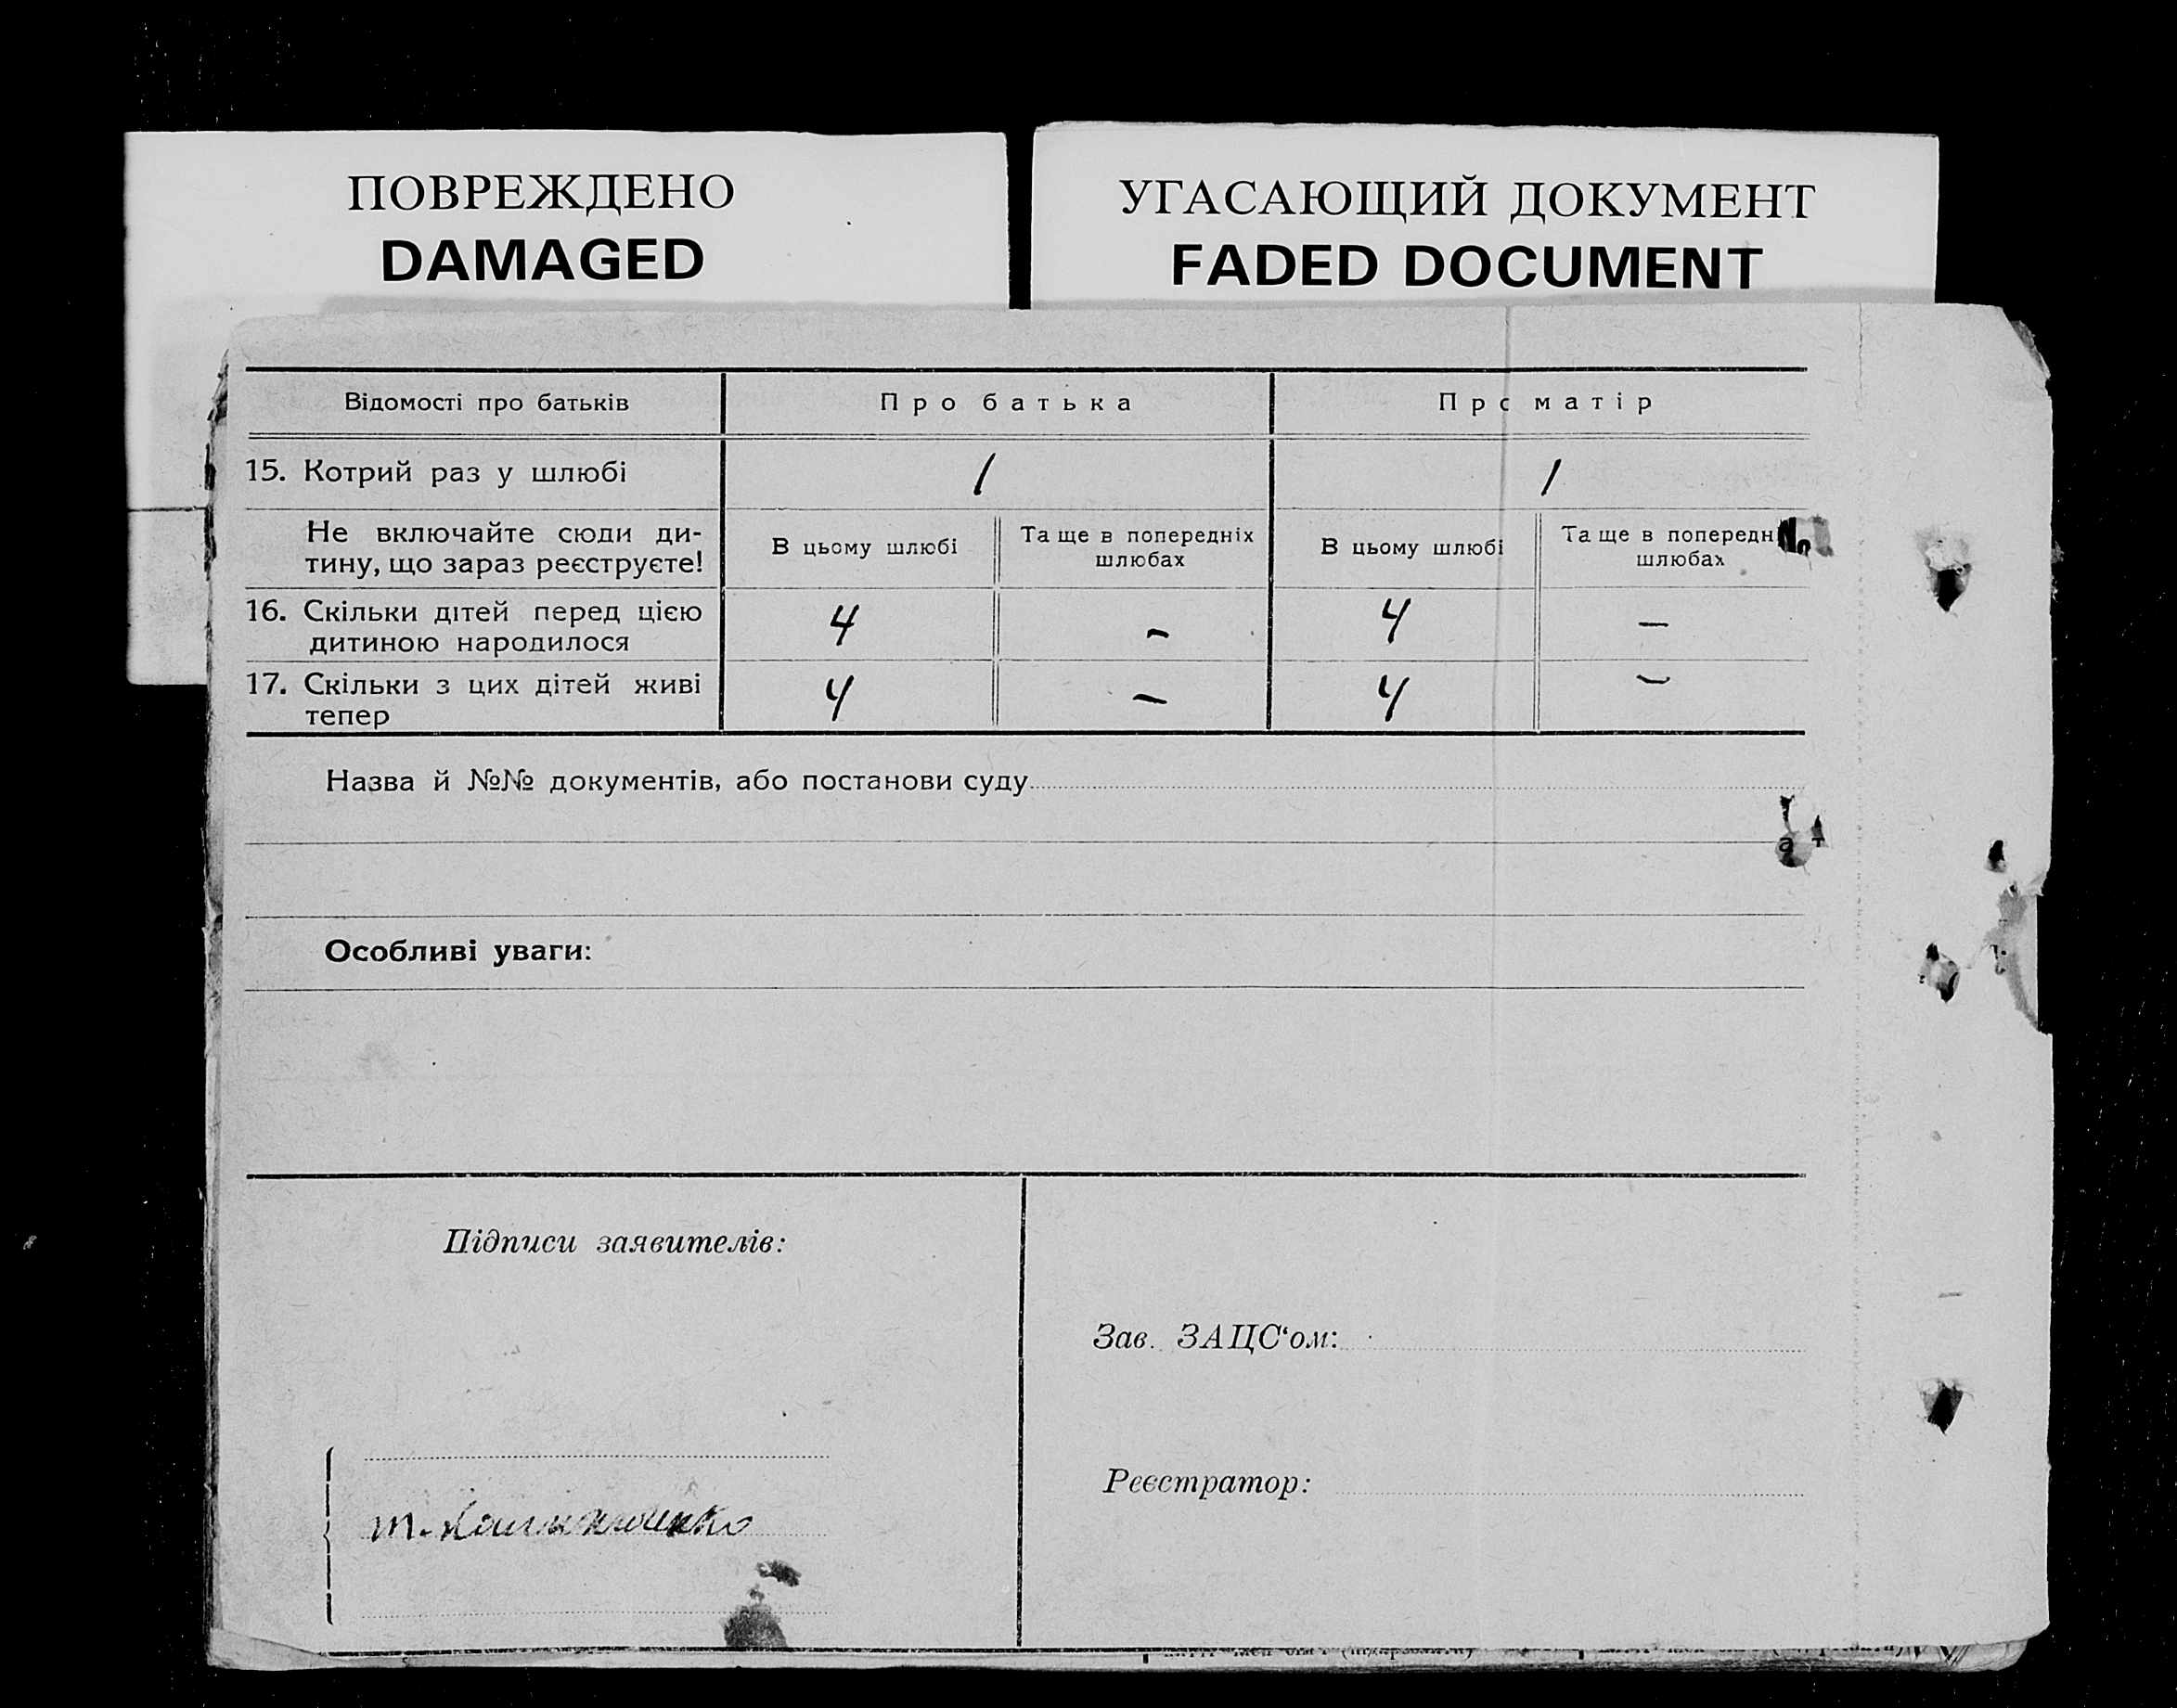 ПОВРЕЖДЕНО
DAMAGED
УГАСАЮЩИЙ ДОКУМЕНТ
FADED DOCUMENT
Відомості про батьків
Про батька
Про матір
15. Котрий раз у шлюбі
1
1
Не включайте сюди ди-
тину, що зараз реєструєте!
В цьому шлюбі
Та ще в попередніх
шлюбах
В цьому шлюбі
Та ще в попередн
шлюбах
16. Скільки дітей перед цією
дитиною народилося
4
-
4
-
17. Скільки з цих дітей живі
тепер
4
-
4
-
Назва й №№ документів, або постанови суду
Особливі уваги:
Підписи заявителів:
Зав. ЗАЦС‘ом:
Реєстратор: